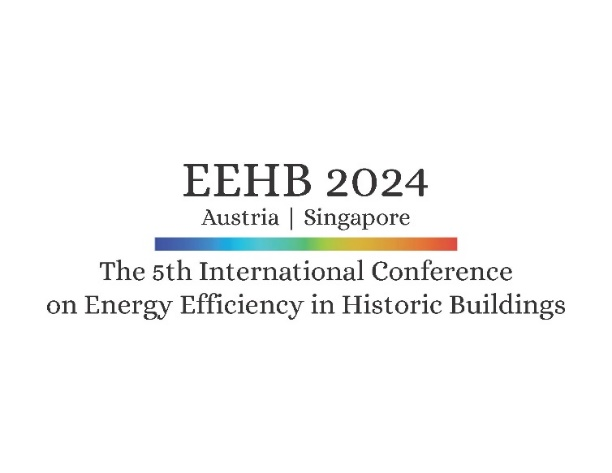 EEHB 2024
Austria | Singapore
The 5th International Conference
on Energy Efficiency in Historic Buildings